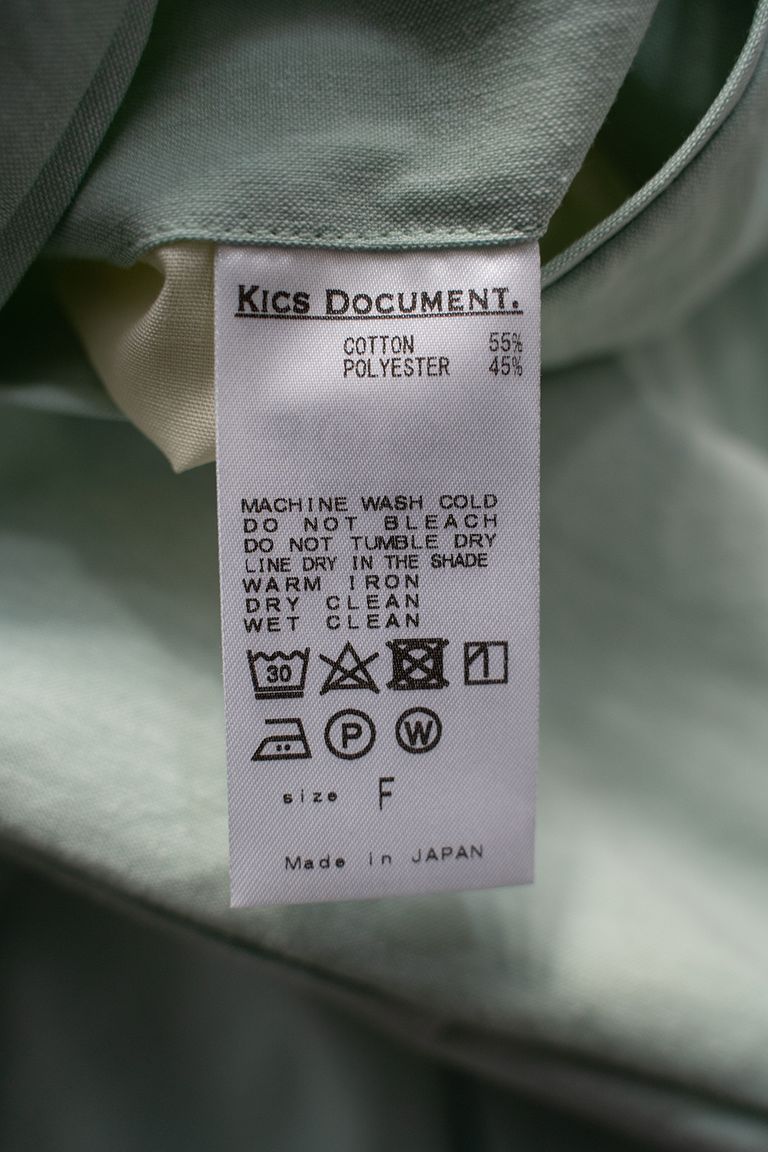 KICS DOCUMENT.
COTTON 55%
POLYESTER 45%
MACHINE WASH COLD
DO NOT BLEACH
DO NOT TUMBLE DRY
LINE DRY IN THE SHADE
WARM IRON
DRY CLEAN
WET CLEAN
30
P W
size F
Made in JAPAN